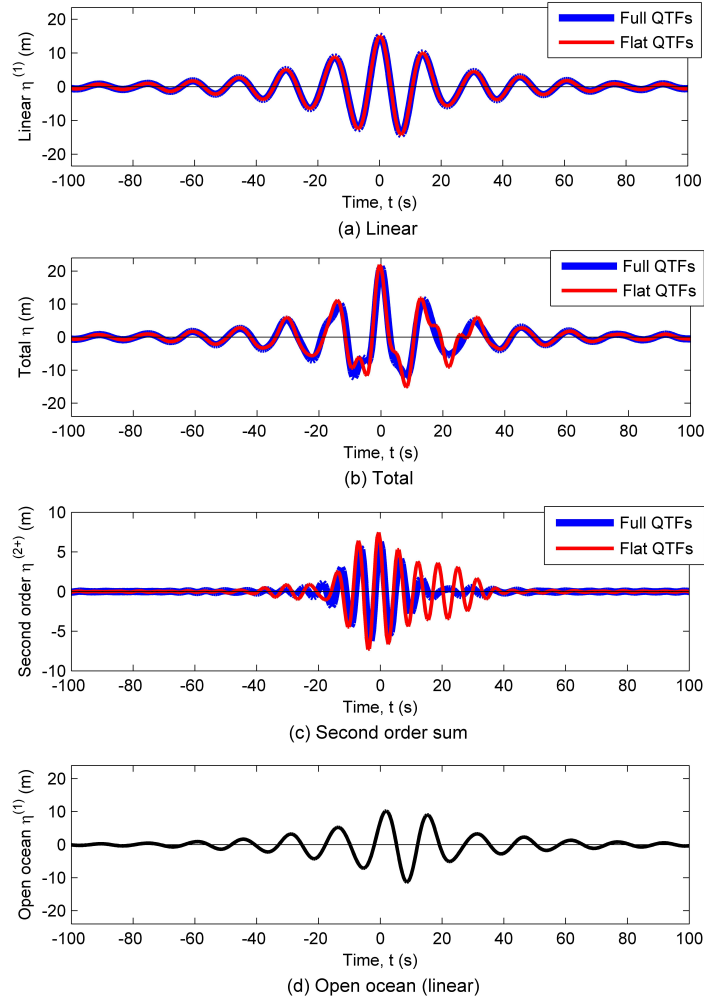 20
10
0
-10
-20
Linear η (1) (m)
Full QTFs
Flat QTFs
-100 -80 -60 -40 -20 0 20 40 60 80 100
Time, t (s)
(a) Linear
20
10
0
-10
-20
Total η (m)
Full QTFs
Flat QTFs
-100 -80 -60 -40 -20 0 20 40 60 80 100
Time, t (s)
(b) Total
10
5
0
-5
-10
Second order η (2+) (m)
Full QTFs
Flat QTFs
-100 -80 -60 -40 -20 0 20 40 60 80 100
Time, t (s)
(c) Second order sum
20
10
0
-10
-20
Open ocean η(1) (m)
-100 -80 -60 -40 -20 0 20 40 60 80 100
Time, t (s)
(d) Open ocean (linear)